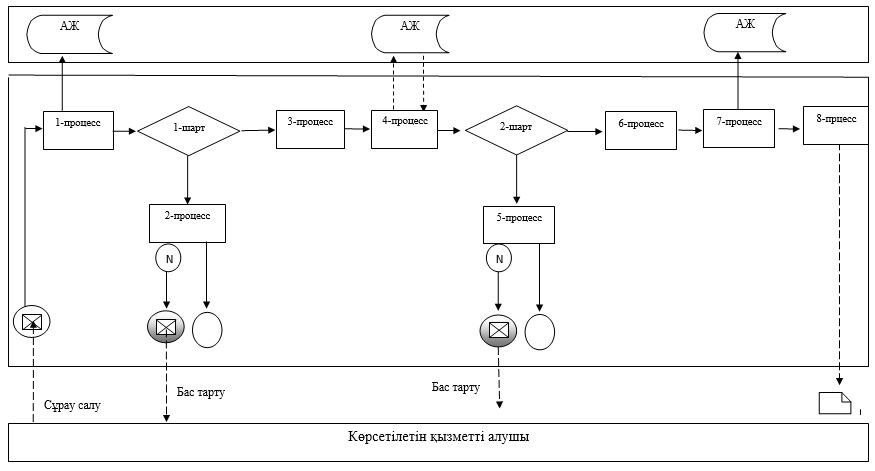 АЖ
АЖ
АЖ
1-процесс
1-шарт
3-процесс
4-процесс
2-шарт
6-процесс
7-процесс
8-прцесс
2-процесс
5-процесс
N
N
Бас тарту
Бас тарту
Сұрау салу
Көрсетілетін қызметті алушы